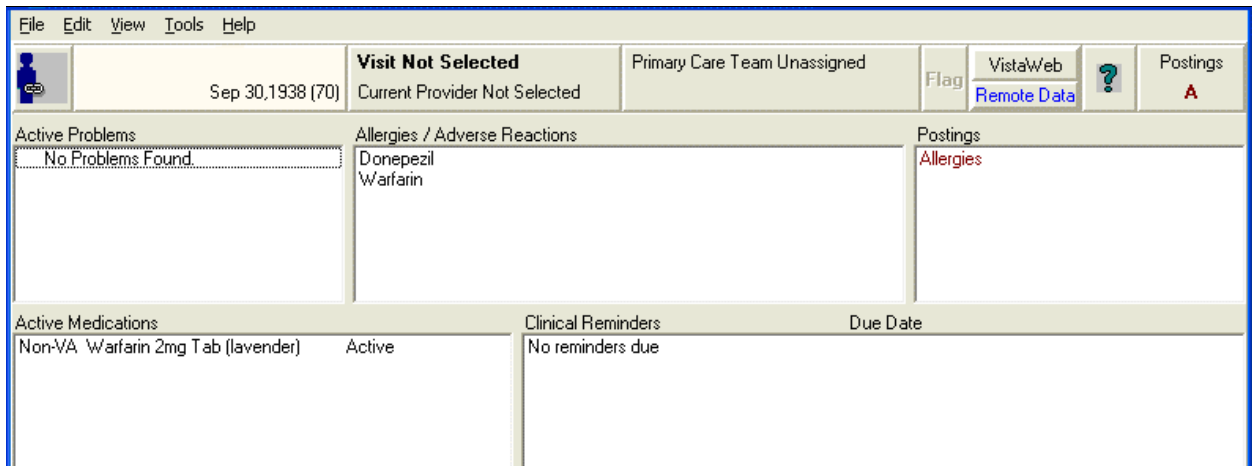 File Edit View Tools Help
Visit Not Selected
Sep 30,1938 (70)
Current Provider Not Selected
Primary Care Team Unassigned
Flag
VistaWeb
Remote Data
?
Postings
A
Active Problems
No Problems Found.
Allergies / Adverse Reactions
Donepezil
Warfarin
Postings
Allergies
Active Medications
Non-VA Warfarin 2mg Tab (lavender) Active
Clinical Reminders Due Date
No reminders due